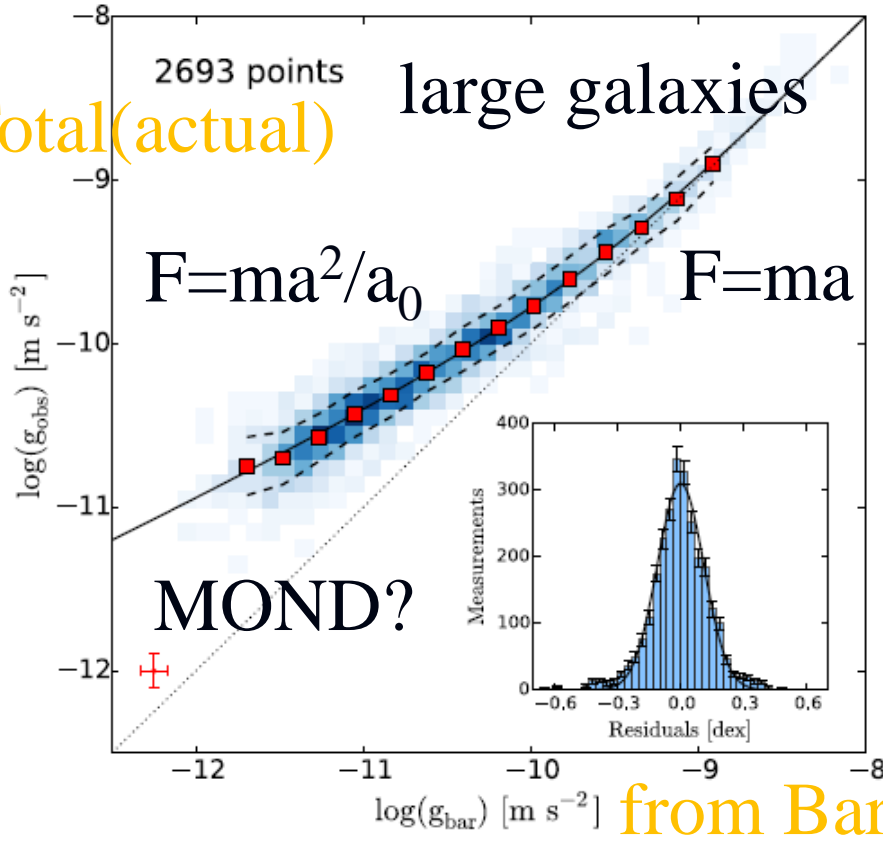 −8
2693 points
large galaxies
otal(actual)
−9
F=ma²/a₀
F=ma
log(g_obs) [m s⁻²]
−10
400
300
200
100
0
Measurements
−0.6 −0.3 0.0 0.3 0.6
Residuals [dex]
−11
MOND?
−12
−12 −11 −10 −9 −8
log(g_bar) [m s⁻²]
from Bar